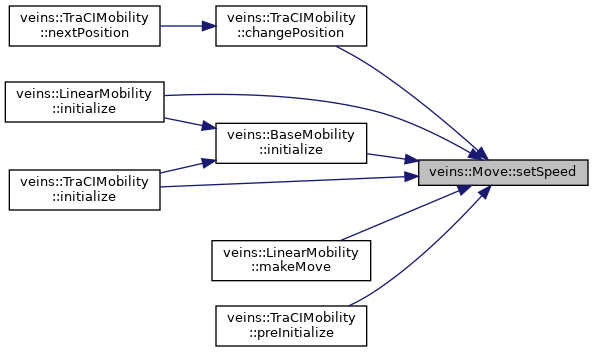 veins::TraCIMobility
::nextPosition
veins::TraCIMobility
::changePosition
veins::LinearMobility
::initialize
veins::BaseMobility
::initialize
veins::Move::setSpeed
veins::TraCIMobility
::initialize
veins::LinearMobility
::makeMove
veins::TraCIMobility
::preInitialize